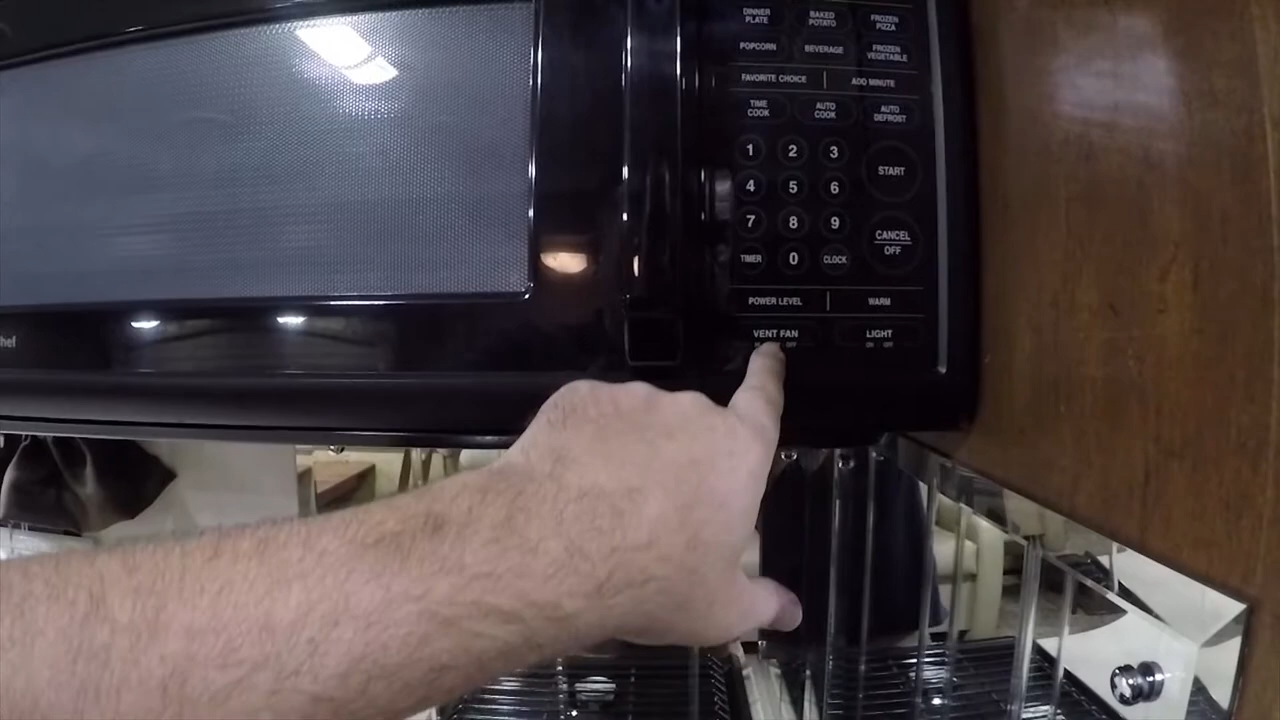 DINNER PLATE
BAKED POTATO
FROZEN PIZZA
POPCORN
BEVERAGE
FROZEN VEGETABLE
FAVORITE CHOICE
ADD MINUTE
TIME COOK
AUTO COOK
AUTO DEFROST
1 2 3
START
4 5 6
7 8 9
CANCEL
OFF
TIMER 0 CLOCK
POWER LEVEL
WARM
VENT FAN
LIGHT
OFF
ON OFF
hef